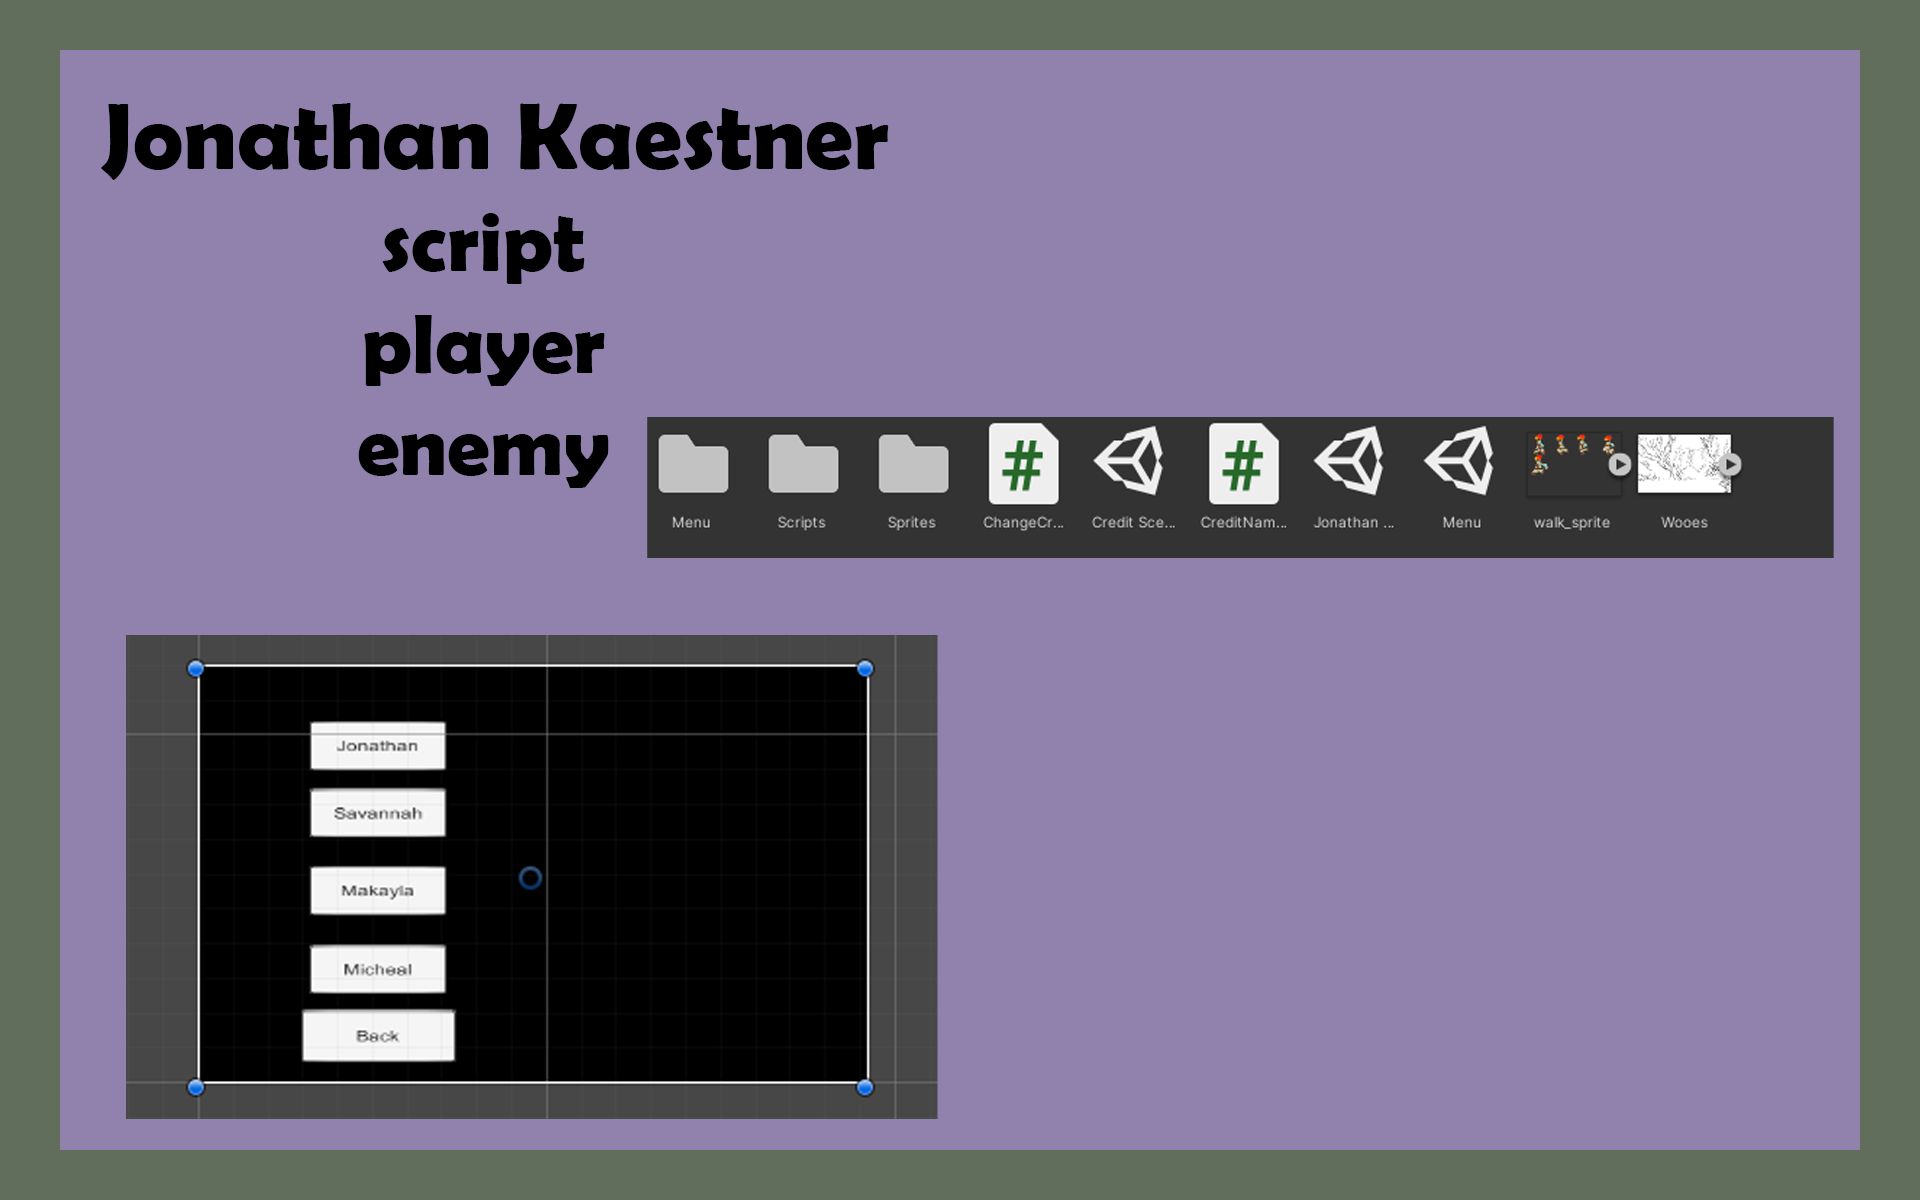 Jonathan Kaestner
script
player
enemy
Menu Scripts Sprites ChangeCr... Credit Sce... CreditNam... Jonathan ... Menu walk_sprite Wooes
Jonathan
Savannah
Makayla
Micheal
Back